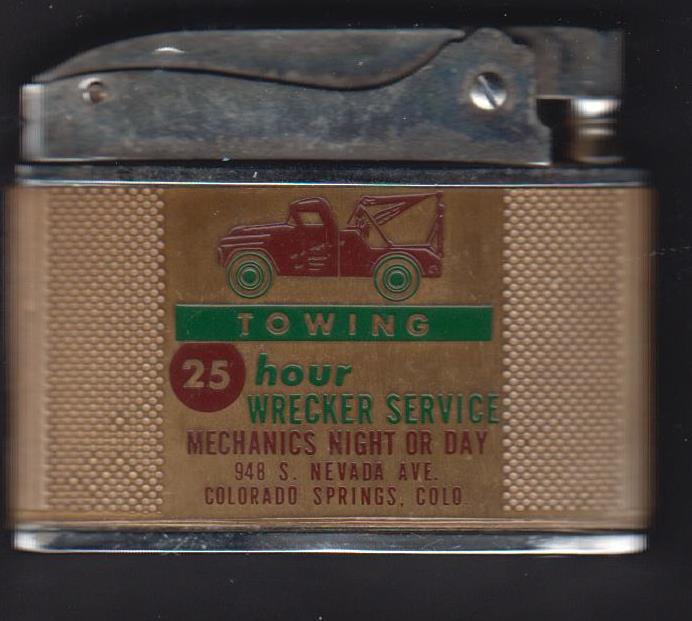 TOWING
25 hour
WRECKER SERVICE
MECHANICS NIGHT OR DAY
948 S. NEVADA AVE.
COLORADO SPRINGS, COLO